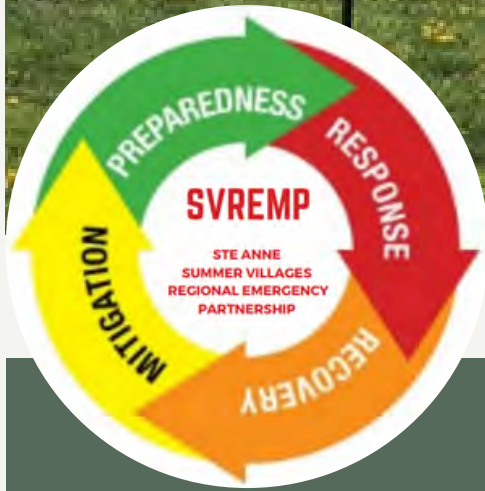 PREPAREDNESS
RESPONSE
SVREMP
STE ANNE
SUMMER VILLAGES
REGIONAL EMERGENCY
PARTNERSHIP
MITIGATION
RECOVERY